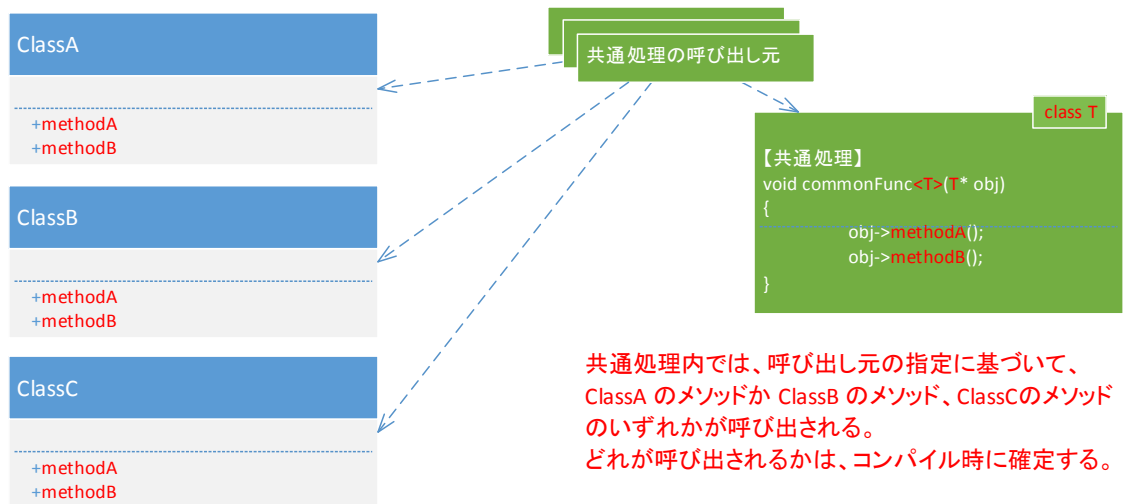 ClassA
+methodA
+methodB
ClassB
+methodA
+methodB
ClassC
+methodA
+methodB
共通処理の呼び出し元
class T
【共通処理】
void commonFunc<T>(T* obj)
{
obj->methodA();
obj->methodB();
}
共通処理内では、呼び出し元の指定に基づいて、
ClassA のメソッドか ClassB のメソッド、ClassCのメソッド
のいずれかが呼び出される。
どれが呼び出されるかは、コンパイル時に確定する。